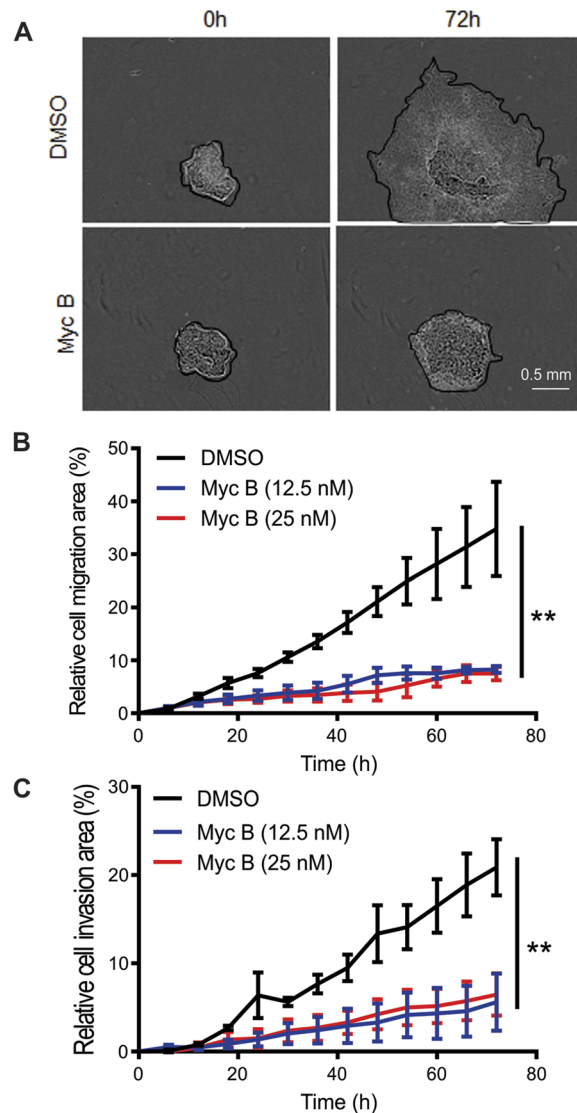 A
0h
72h
DMSO
Myc B
0.5 mm
B
Relative cell migration area (%)
50
40
30
20
10
0
DMSO
Myc B (12.5 nM)
Myc B (25 nM)
**
0
20
40
60
80
Time (h)
C
Relative cell invasion area (%)
30
20
10
0
DMSO
Myc B (12.5 nM)
Myc B (25 nM)
**
0
20
40
60
80
Time (h)